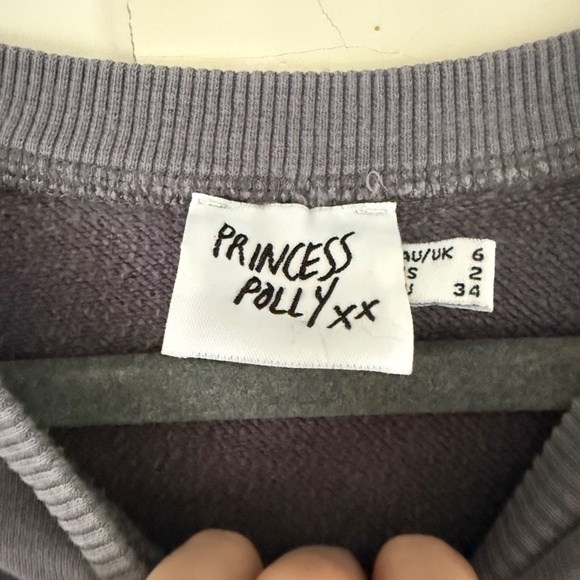 PRINCESS
POLLY xx
AU/UK 6
S 2
34